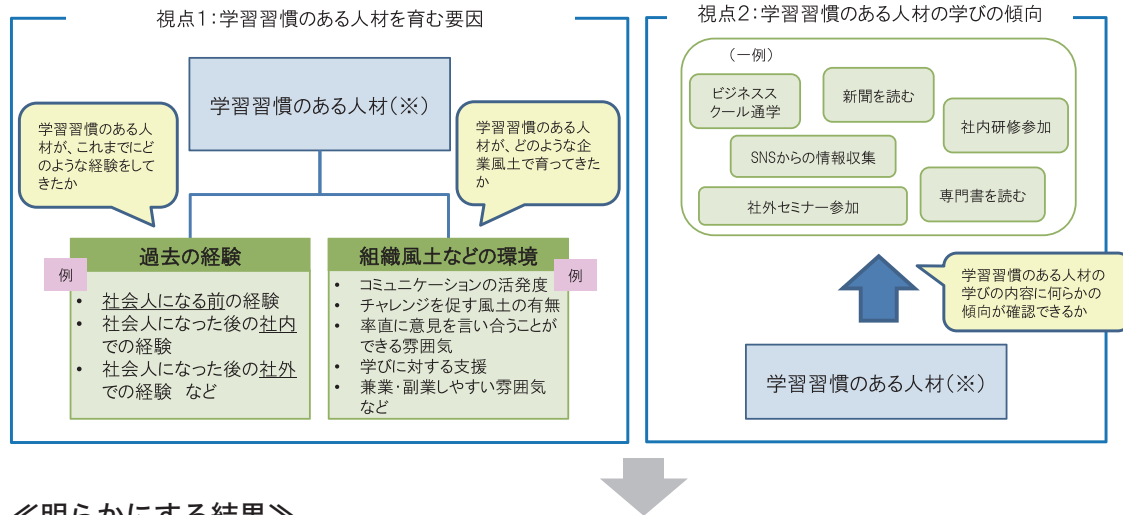 視点1:学習習慣のある人材を育む要因
学習習慣のある人材(※)
学習習慣のある人
材が、これまでにど
のような経験をして
きたか
学習習慣のある人
材が、どのような企
業風土で育ってきた
か
過去の経験
例
• 社会人になる前の経験
• 社会人になった後の社内
での経験
• 社会人になった後の社外
での経験 など
組織風土などの環境
例
• コミュニケーションの活発度
• チャレンジを促す風土の有無
• 率直に意見を言い合うことが
できる雰囲気
• 学びに対する支援
• 兼業・副業しやすい雰囲気
など
視点2:学習習慣のある人材の学びの傾向
(一例)
ビジネスス
クール通学
新聞を読む
社内研修参加
SNSからの情報収集
社外セミナー参加
専門書を読む
学習習慣のある人材の
学びの内容に何らかの
傾向が確認できるか
学習習慣のある人材(※)
≪明らかにする結果≫